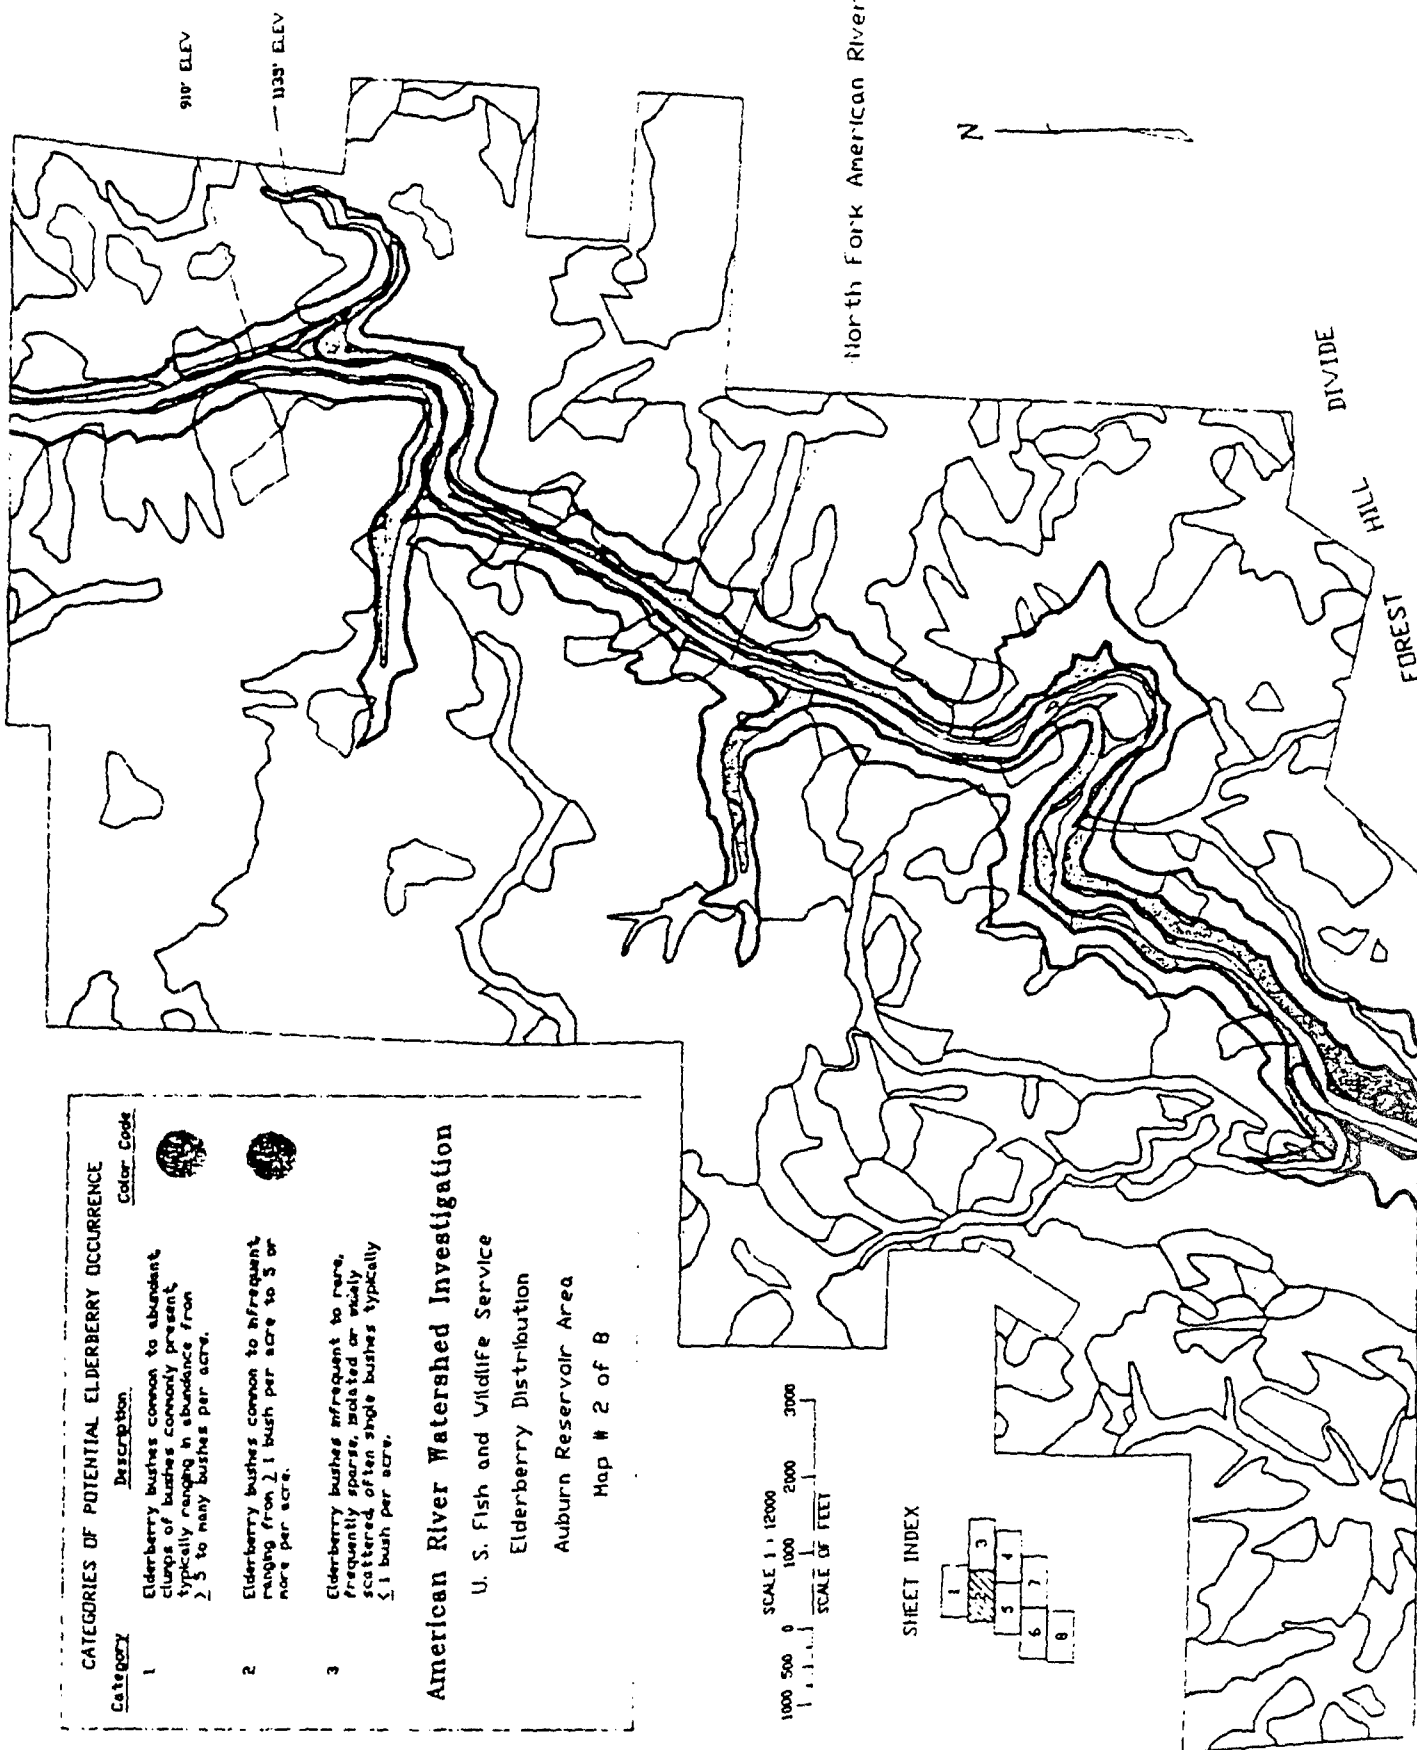 CATEGORIES OF POTENTIAL ELDERBERRY OCCURRENCE
Category Description Color Code
1 Elderberry bushes common to abundant,
clumps of bushes commonly present,
typically ranging in abundance from
≥ 5 to many bushes per acre.
2 Elderberry bushes common to infrequent,
ranging from ≥ 1 bush per acre to 5 or
more per acre.
3 Elderberry bushes infrequent to rare,
frequently sparse, isolated or widely
scattered, often single bushes typically
≤ 1 bush per acre.
American River Watershed Investigation
U. S. Fish and Wildlife Service
Elderberry Distribution
Auburn Reservoir Area
Map # 2 of 8
SCALE 1 : 12000
1000 500 0 1000 2000 3000
SCALE OF FEET
SHEET INDEX
1
2 3
5 4
6 7
8
910' ELEV
1135' ELEV
North Fork American River
N
FOREST HILL DIVIDE